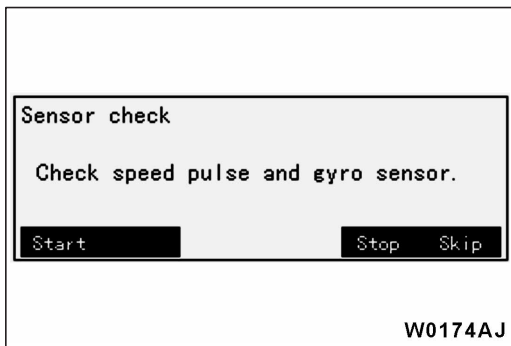 Sensor check
Check speed pulse and gyro sensor.
Start Stop Skip
W0174AJ